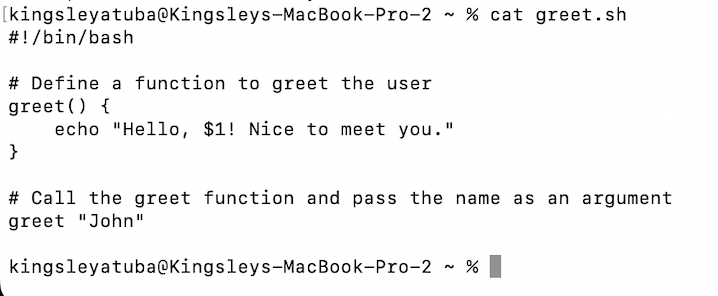 [kingsleyatuba@Kingsleys-MacBook-Pro-2 ~ % cat greet.sh
#!/bin/bash

# Define a function to greet the user
greet() {
    echo "Hello, $1! Nice to meet you."
}

# Call the greet function and pass the name as an argument
greet "John"

kingsleyatuba@Kingsleys-MacBook-Pro-2 ~ %